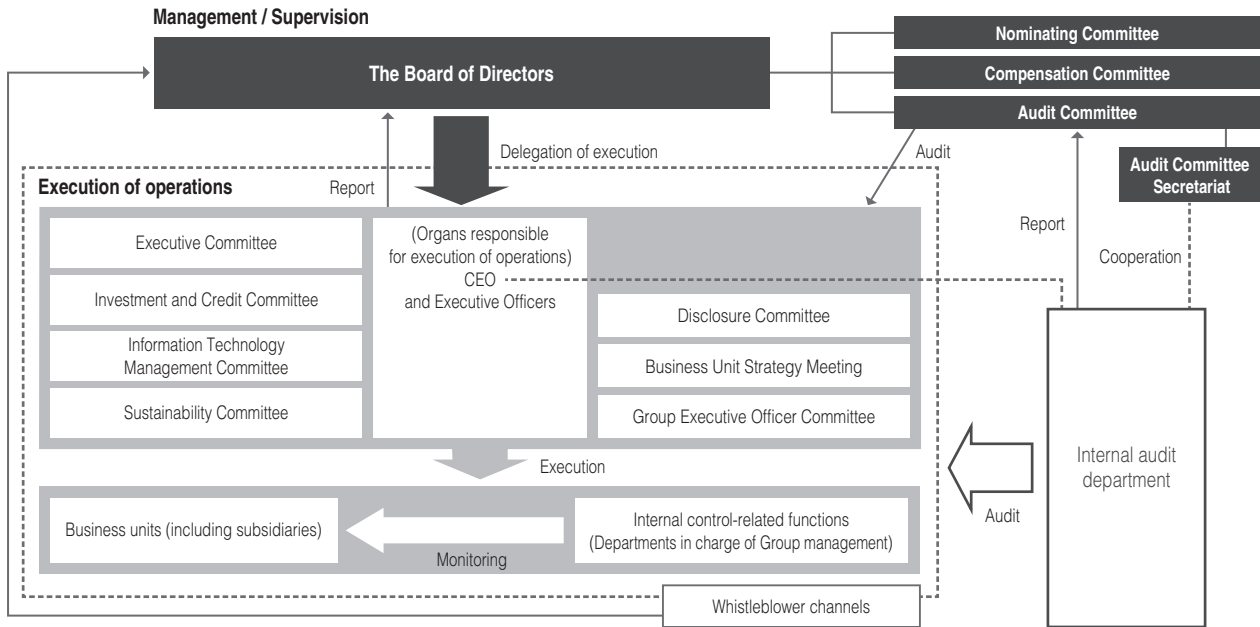 Management / Supervision
The Board of Directors
Nominating Committee
Compensation Committee
Audit Committee
Delegation of execution
Audit
Audit Committee
Secretariat
Execution of operations
Report
Report
Cooperation
Executive Committee
Investment and Credit Committee
Information Technology
Management Committee
Sustainability Committee
(Organs responsible
for execution of operations)
CEO
and Executive Officers
Disclosure Committee
Business Unit Strategy Meeting
Group Executive Officer Committee
Execution
Internal audit
department
Audit
Business units (including subsidiaries)
Monitoring
Internal control-related functions
(Departments in charge of Group management)
Whistleblower channels